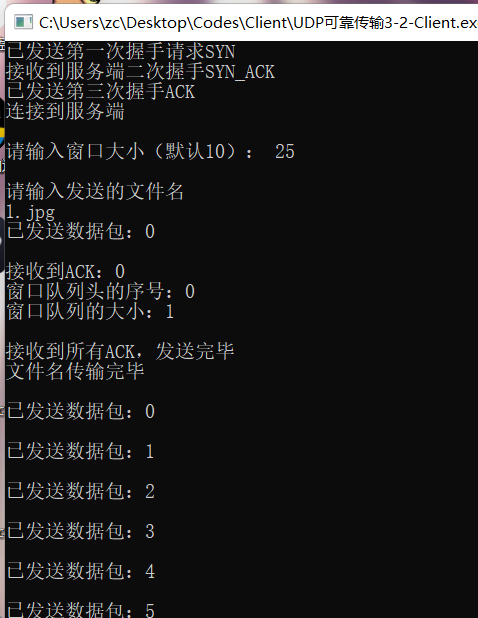 C:\Users\zc\Desktop\Codes\Client\UDP可靠传输3-2-Client.ex
已发送第一次握手请求SYN
接收到服务端二次握手SYN_ACK
已发送第三次握手ACK
连接到服务端
请输入窗口大小（默认10）： 25
请输入发送的文件名
1.jpg
已发送数据包：0
接收到ACK：0
窗口队列头的序号：0
窗口队列的大小：1
接收到所有ACK，发送完毕
文件名传输完毕
已发送数据包：0
已发送数据包：1
已发送数据包：2
已发送数据包：3
已发送数据包：4
已发送数据包：5